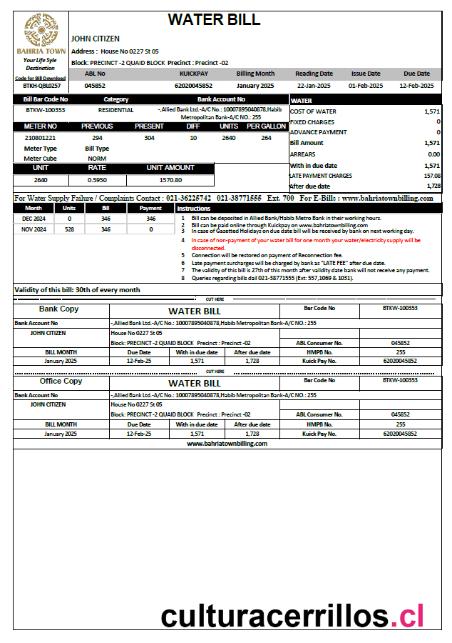 WATER BILL
BAHRIA TOWN
Your Life Syle
Destination
Code for Bill Download
BTKH-QBL0257
JOHN CITIZEN
Address : House No 0227 St 05
Block: PRECINCT -2 QUAID BLOCK Precinct : Precinct -02
ABL No KUICKPAY Billing Month Reading Date Issue Date Due Date
045852 62020045852 January 2025 22-Jan-2025 01-Feb-2025 12-Feb-2025
Bill Bar Code No Category Bank Account No
BTKW-100353 RESIDENTIAL -,Allied Bank Ltd.-A/C No.: 10007895040878,Habib Metropolitan Bank-A/C NO.: 255
METER NO PREVIOUS PRESENT DIFF UNITS PER GALLON
210801221 294 304 10 2640 264
Meter Type Bill Type
Meter Cube NORM
UNIT RATE UNIT AMOUNT
2640 0.5950 1570.80
WATER
COST OF WATER 1,571
FIXED CHARGES 0
ADVANCE PAYMENT 0
Bill Amount 1,571
ARREARS 0.00
With in due date 1,571
LATE PAYMENT CHARGES 157.08
After due date 1,728
For Water Supply Failure / Complaints Contact : 021-36225742 021-38771555 Ext. 700 For E-Bills : www.bahriatownbilling.com
Month Units Bill Payment Instructions
DEC 2024 0 346 346
NOV 2024 528 346 0
1 Bill can be deposited in Allied Bank/Habib Metro Bank in their working hours.
2 Bill can be paid online through Kuickpay on www.bahriatownbilling.com
3 In case of Gazetted Holidays on due date bill will be received by bank on next working day.
4 In case of non-payment of your water bill for one month your water/electricity supply will be disconnected.
5 Connection will be restored on payment of Reconnection fee.
6 Late payment surcharges will be charged by bank as "LATE FEE" after due date.
7 The validity of this bill is 27th of this month after validity date bank will not receive any payment.
8 Queries regarding bills dail 021-38771555 (Ext: 557,1069 & 1051).
Validity of this bill: 30th of every month
CUT HERE
Bank Copy WATER BILL Bar Code No BTKW-100353
Bank Account No -,Allied Bank Ltd.-A/C No.: 10007895040878,Habib Metropolitan Bank-A/C NO.: 255
JOHN CITIZEN House No 0227 St 05
Block: PRECINCT -2 QUAID BLOCK Precinct : Precinct -02 ABL Consumer No. 045852
BILL MONTH Due Date With in due date After due date HMPB No. 255
January 2025 12-Feb-25 1,571 1,728 Kuick Pay No. 62020045852
CUT HERE
Office Copy WATER BILL Bar Code No BTKW-100353
Bank Account No -,Allied Bank Ltd.-A/C No.: 10007895040878,Habib Metropolitan Bank-A/C NO.: 255
JOHN CITIZEN House No 0227 St 05
Block: PRECINCT -2 QUAID BLOCK Precinct : Precinct -02 ABL Consumer No. 045852
BILL MONTH Due Date With in due date After due date HMPB No. 255
January 2025 12-Feb-25 1,571 1,728 Kuick Pay No. 62020045852
www.bahriatownbilling.com
culturacerrillos.cl